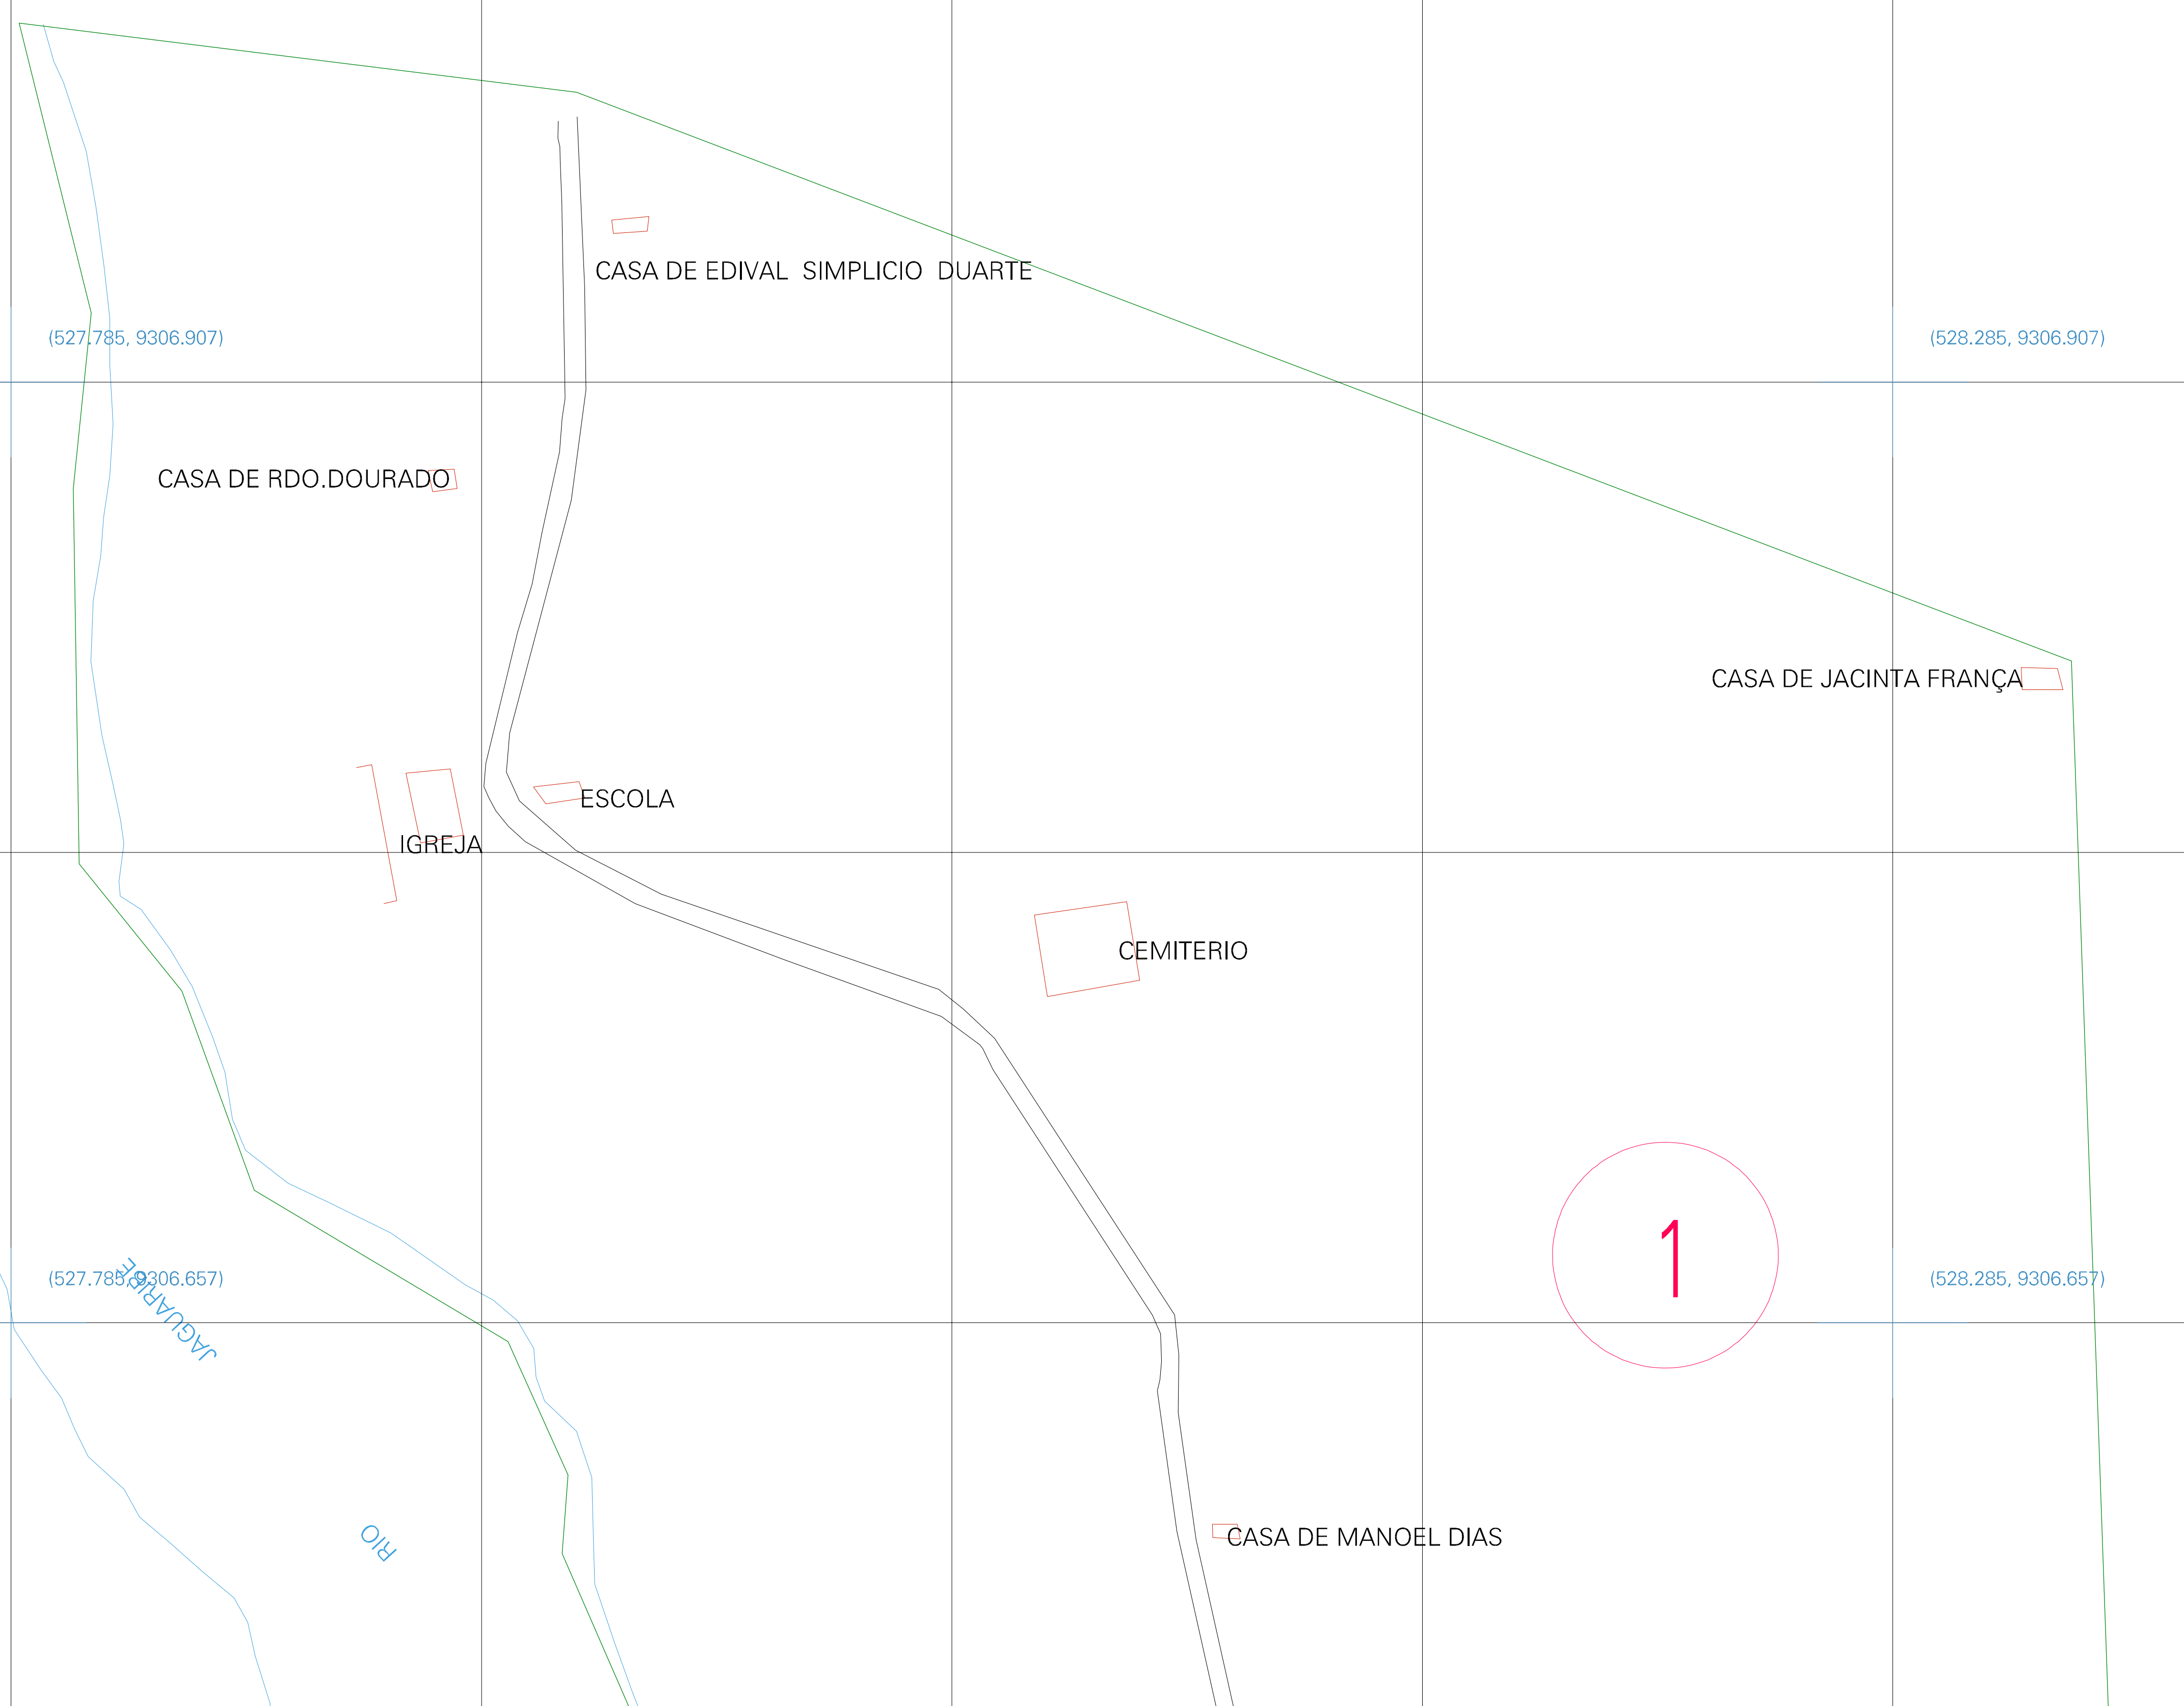 CASA DE EDIVAL SIMPLICIO DUARTE
(527.785, 9306.907)
(528.285, 9306.907)
CASA DE RDO.DOURADO
CASA DE JACINTA FRANÇA
ESCOLA
IGREJA
CEMITERIO
1
(527.785, 9306.657)
(528.285, 9306.657)
RIO
JAGUARIBE
CASA DE MANOEL DIAS